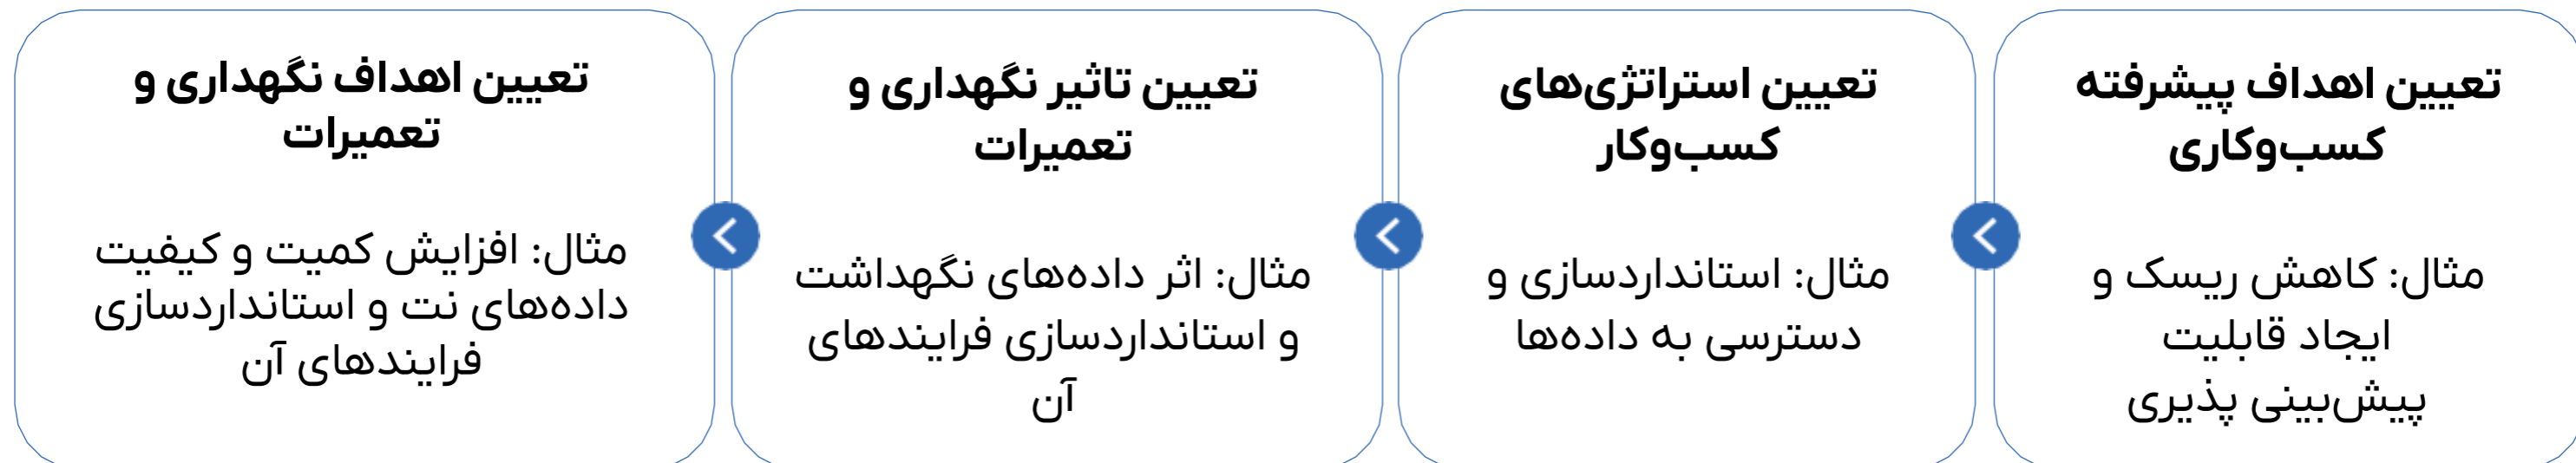 تعیین اهداف پیشرفته
کسب‌وکاری
مثال: کاهش ریسک و
ایجاد قابلیت
پیش‌بینی پذیری
تعیین استراتژی‌های
کسب‌وکار
مثال: استانداردسازی و
دسترسی به داده‌ها
تعیین تاثیر نگهداری و
تعمیرات
مثال: اثر داده‌های نگهداشت
و استانداردسازی فرایندهای
آن
تعیین اهداف نگهداری و
تعمیرات
مثال: افزایش کمیت و کیفیت
داده‌های نت و استانداردسازی
فرایندهای آن